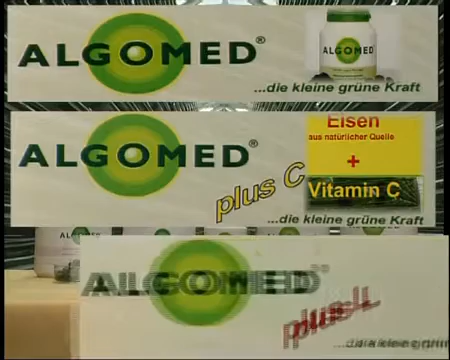 ALGOMED®
ALGOMED
...die kleine grüne Kraft
ALGOMED®
plus C
Eisen
aus natürlicher Quelle
+
Vitamin C
...die kleine grüne Kraft
ALGOMED
plus